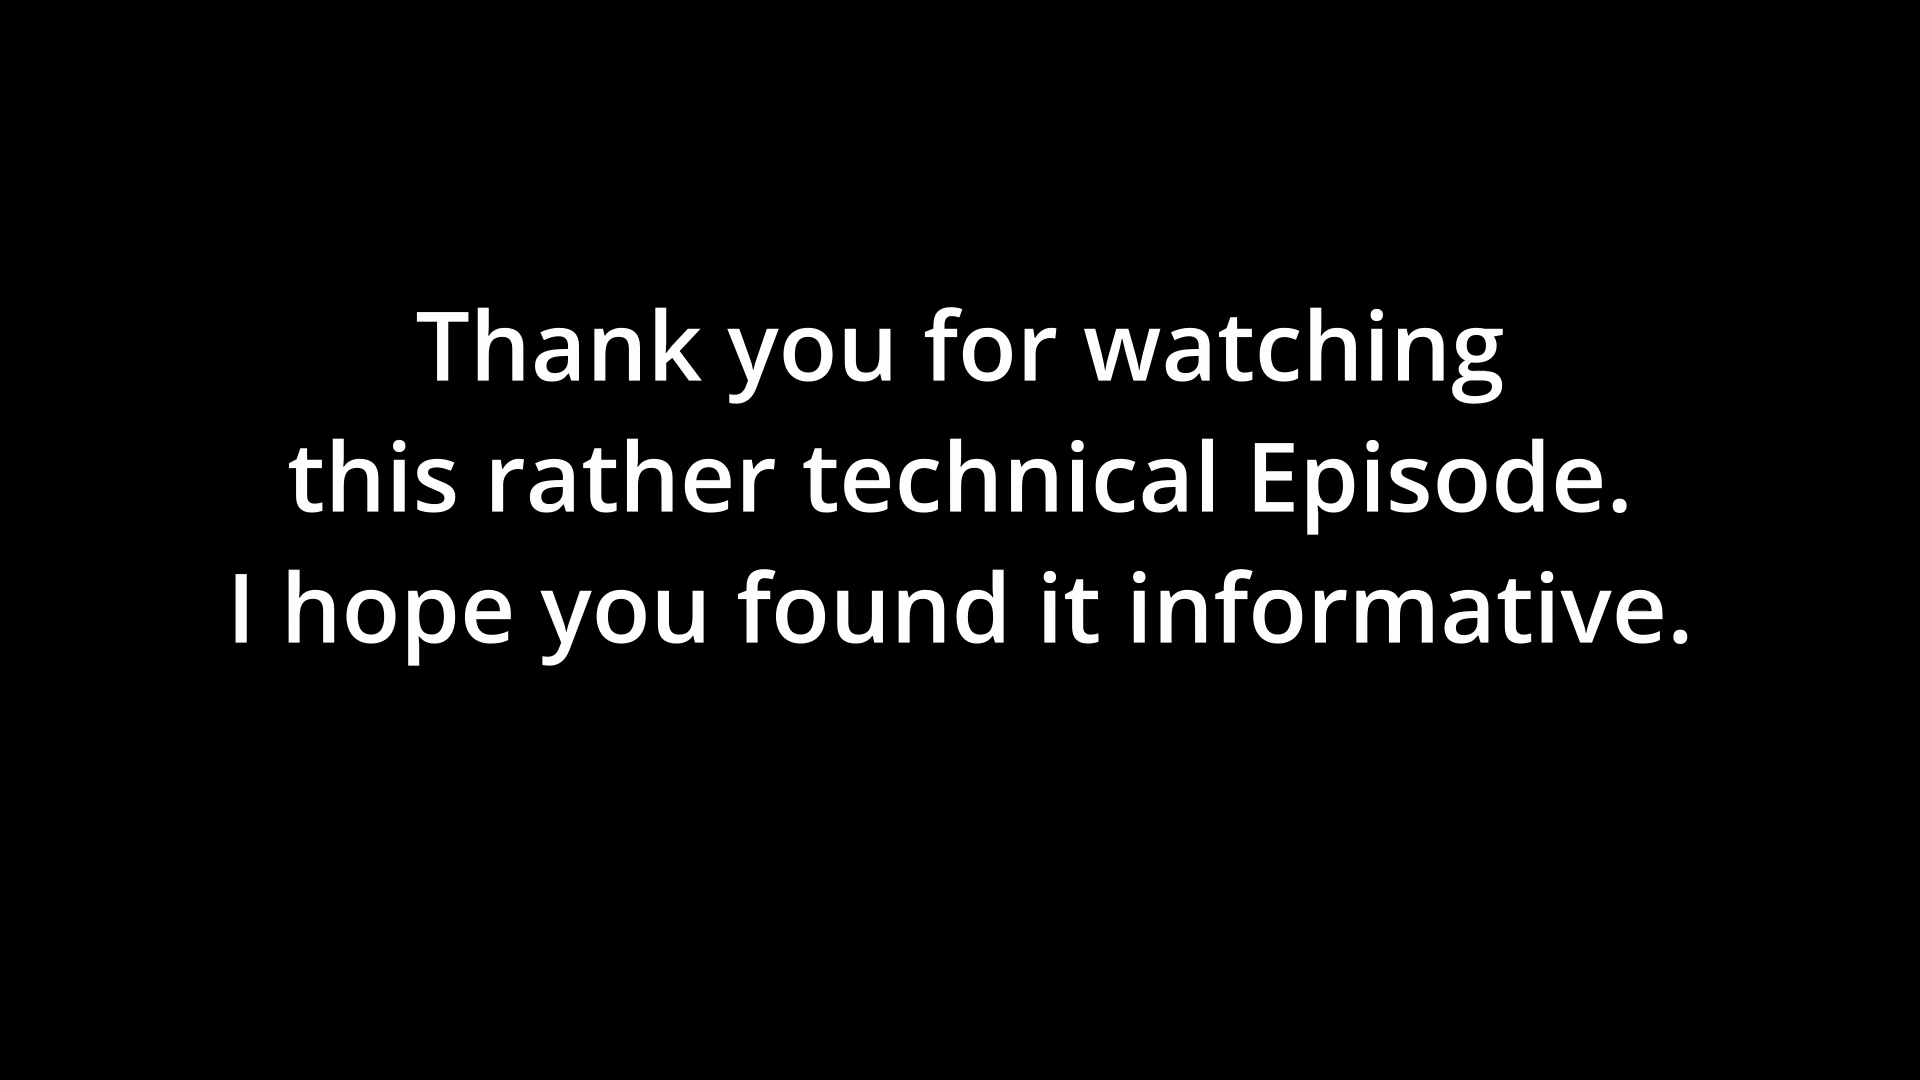 Thank you for watching
this rather technical Episode.
I hope you found it informative.